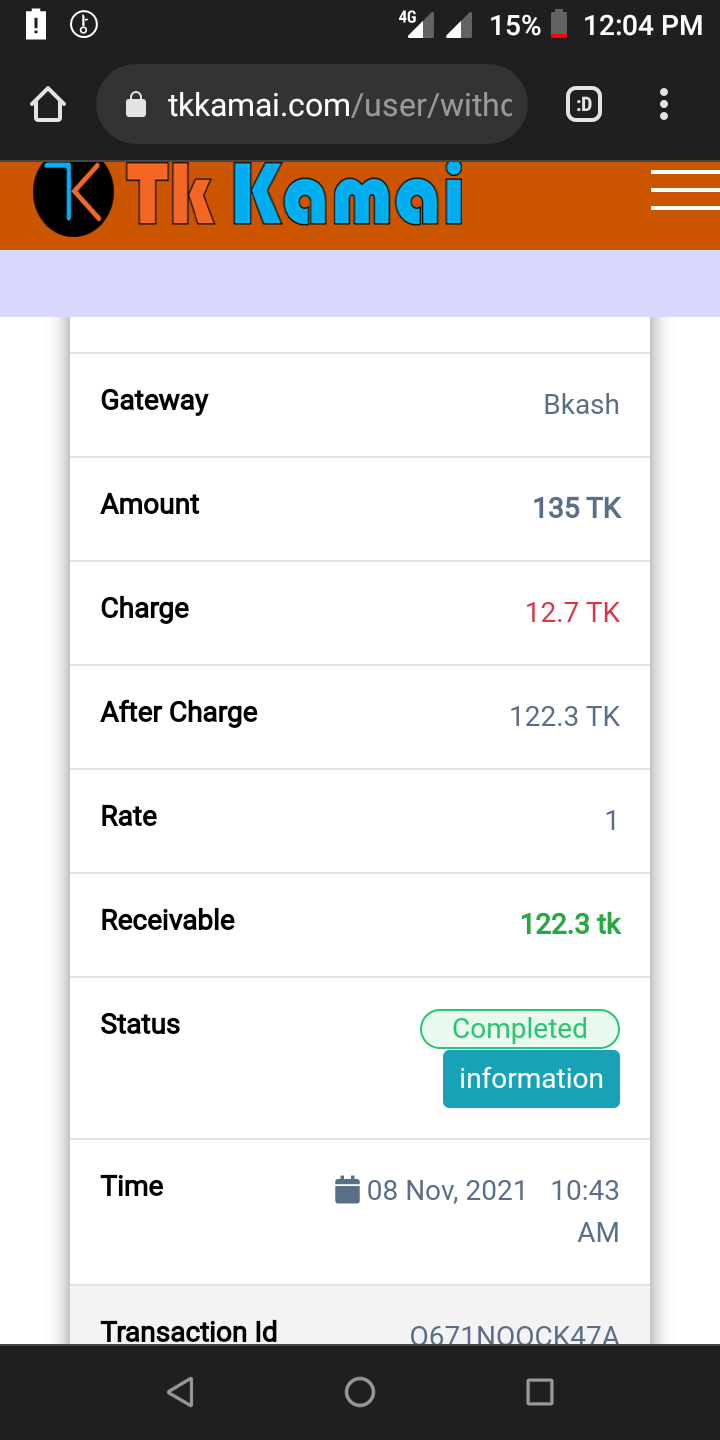 4G 15% 12:04 PM
tkkamai.com/user/withd
:D
Tk Kamai
Gateway Bkash
Amount 135 TK
Charge 12.7 TK
After Charge 122.3 TK
Rate 1
Receivable 122.3 tk
Status Completed
information
Time 08 Nov, 2021 10:43
AM
Transaction Id O671NOOCK47A